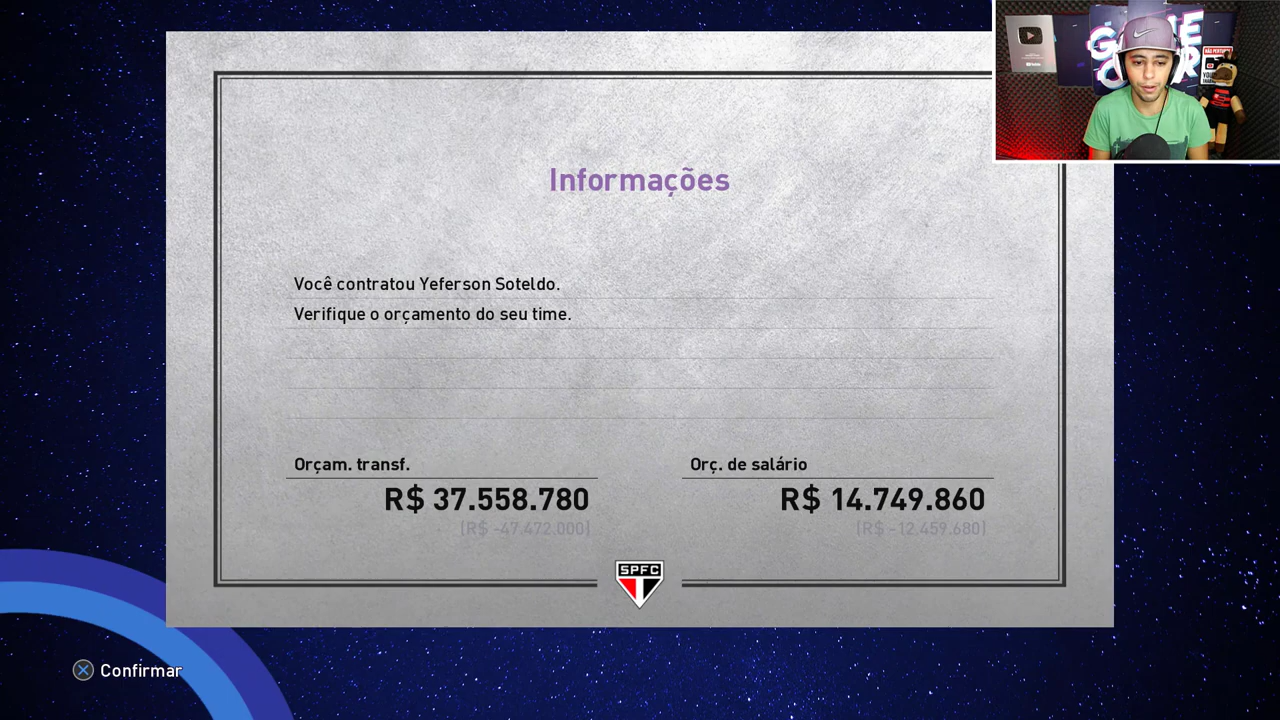 Informações
Você contratou Yeferson Soteldo.
Verifique o orçamento do seu time.
Orçam. transf.
R$ 37.558.780
(R$ -47.472.000)
Orç. de salário
R$ 14.749.860
(R$ -12.459.680)
SPFC
Confirmar